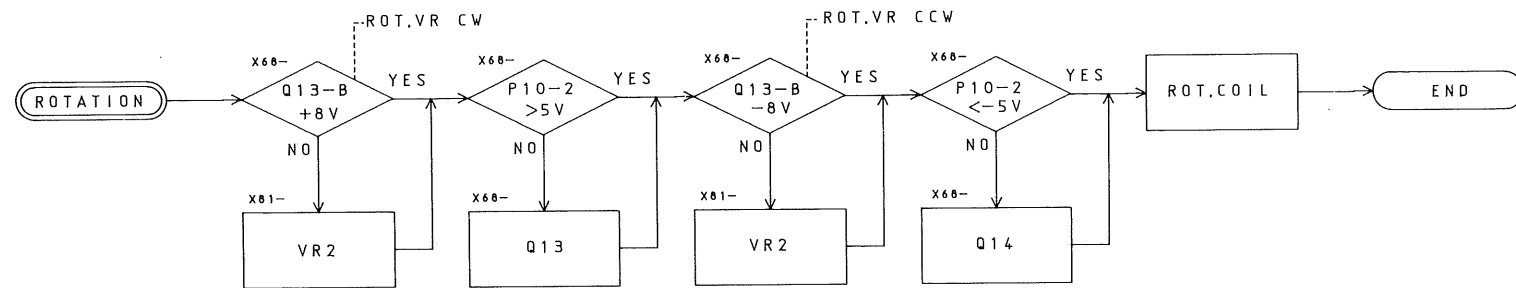 ROTATION
X68-
Q13-B
+8V
ROT.VR CW
YES
NO
X81-
VR2
X68-
P10-2
>5V
YES
NO
X68-
Q13
X68-
Q13-B
-8V
ROT.VR CCW
YES
NO
X81-
VR2
X68-
P10-2
<-5V
YES
NO
X68-
Q14
ROT.COIL
END